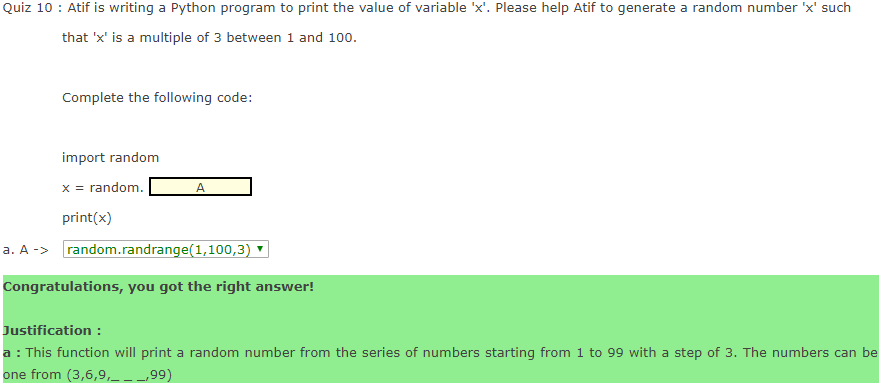 Quiz 10 : Atif is writing a Python program to print the value of variable 'x'. Please help Atif to generate a random number 'x' such
that 'x' is a multiple of 3 between 1 and 100.
Complete the following code:
import random
x = random. A
print(x)
a. A -> random.randrange(1,100,3) ▼
Congratulations, you got the right answer!
Justification :
a : This function will print a random number from the series of numbers starting from 1 to 99 with a step of 3. The numbers can be
one from (3,6,9,_ _ _,99)